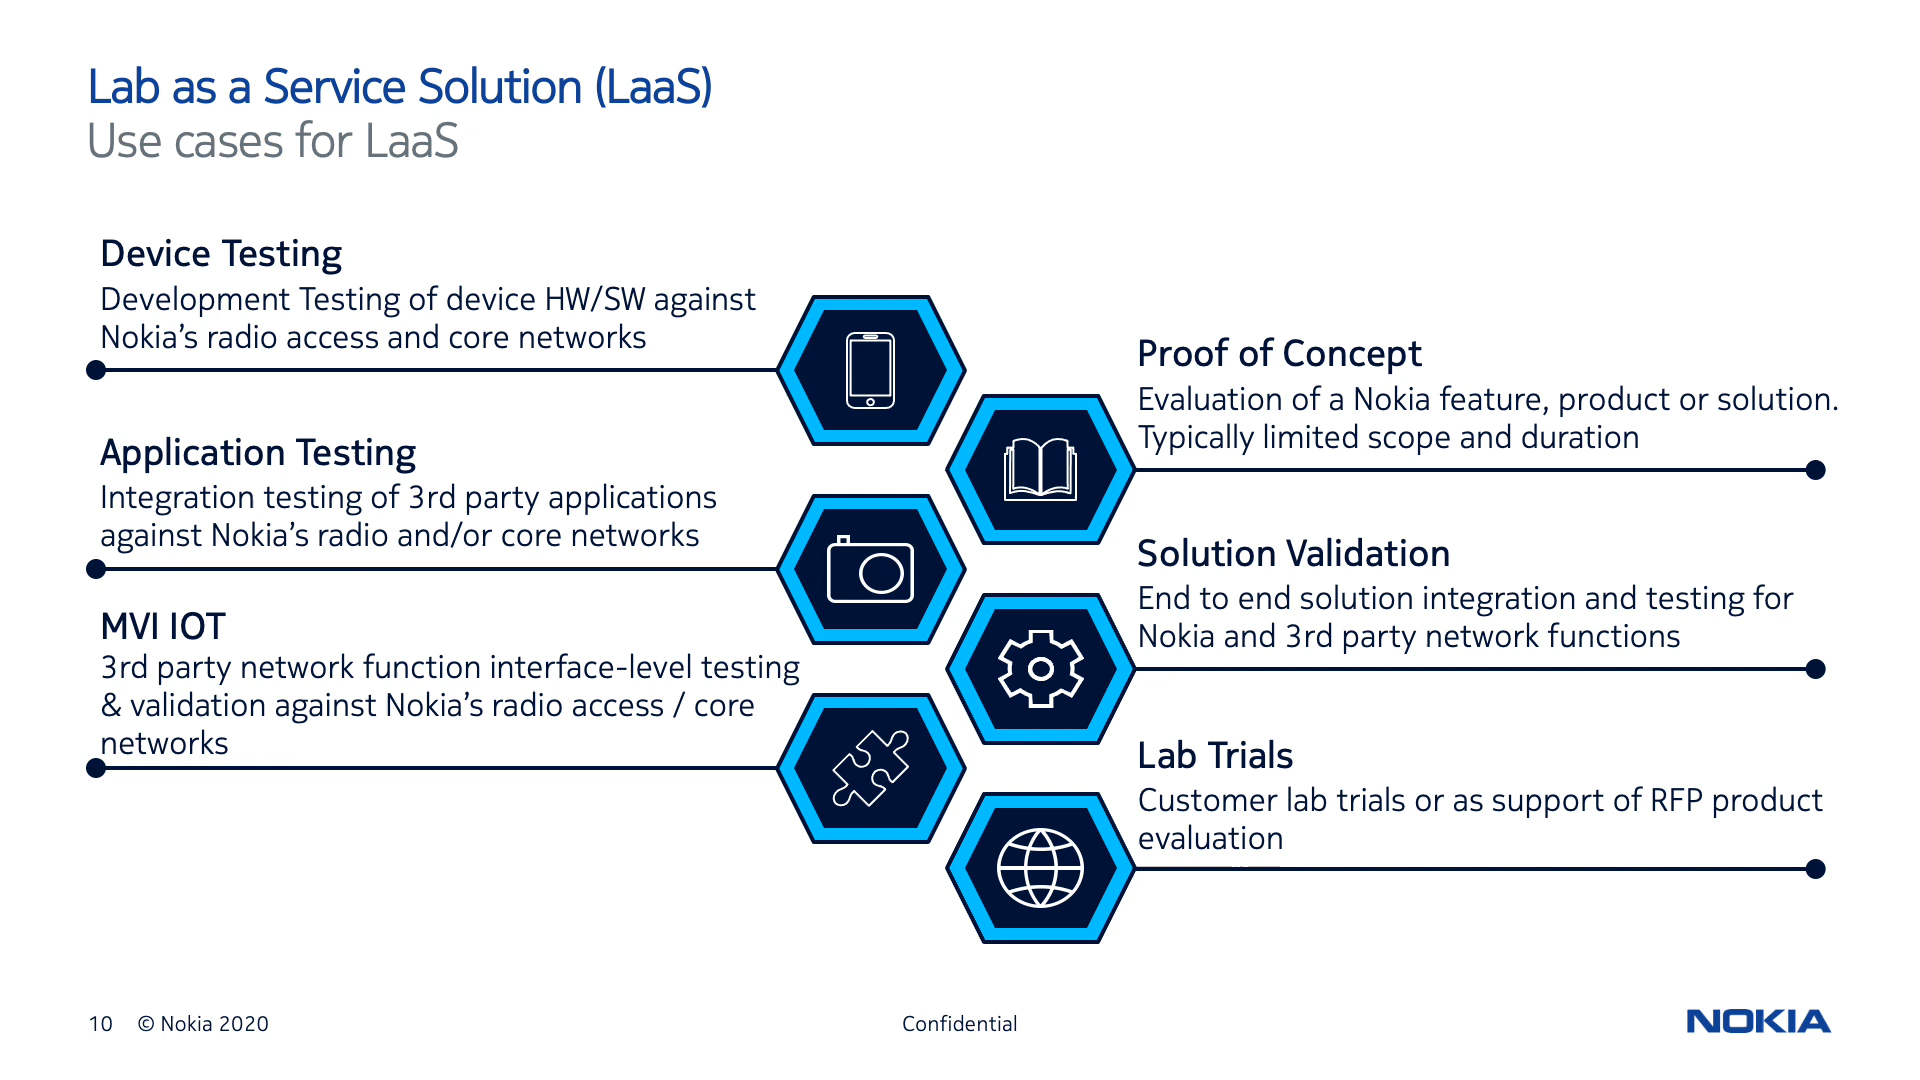 Lab as a Service Solution (LaaS)
Use cases for LaaS
Device Testing
Development Testing of device HW/SW against
Nokia’s radio access and core networks
Application Testing
Integration testing of 3rd party applications
against Nokia’s radio and/or core networks
MVI IOT
3rd party network function interface-level testing
& validation against Nokia’s radio access / core
networks
Proof of Concept
Evaluation of a Nokia feature, product or solution.
Typically limited scope and duration
Solution Validation
End to end solution integration and testing for
Nokia and 3rd party network functions
Lab Trials
Customer lab trials or as support of RFP product
evaluation
10 © Nokia 2020
Confidential
NOKIA